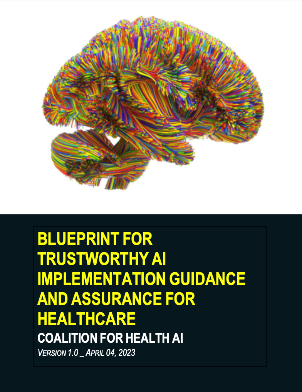 BLUEPRINT FOR
TRUSTWORTHY AI
IMPLEMENTATION GUIDANCE
AND ASSURANCE FOR
HEALTHCARE
COALITION FOR HEALTH AI
VERSION 1.0 _ APRIL 04, 2023